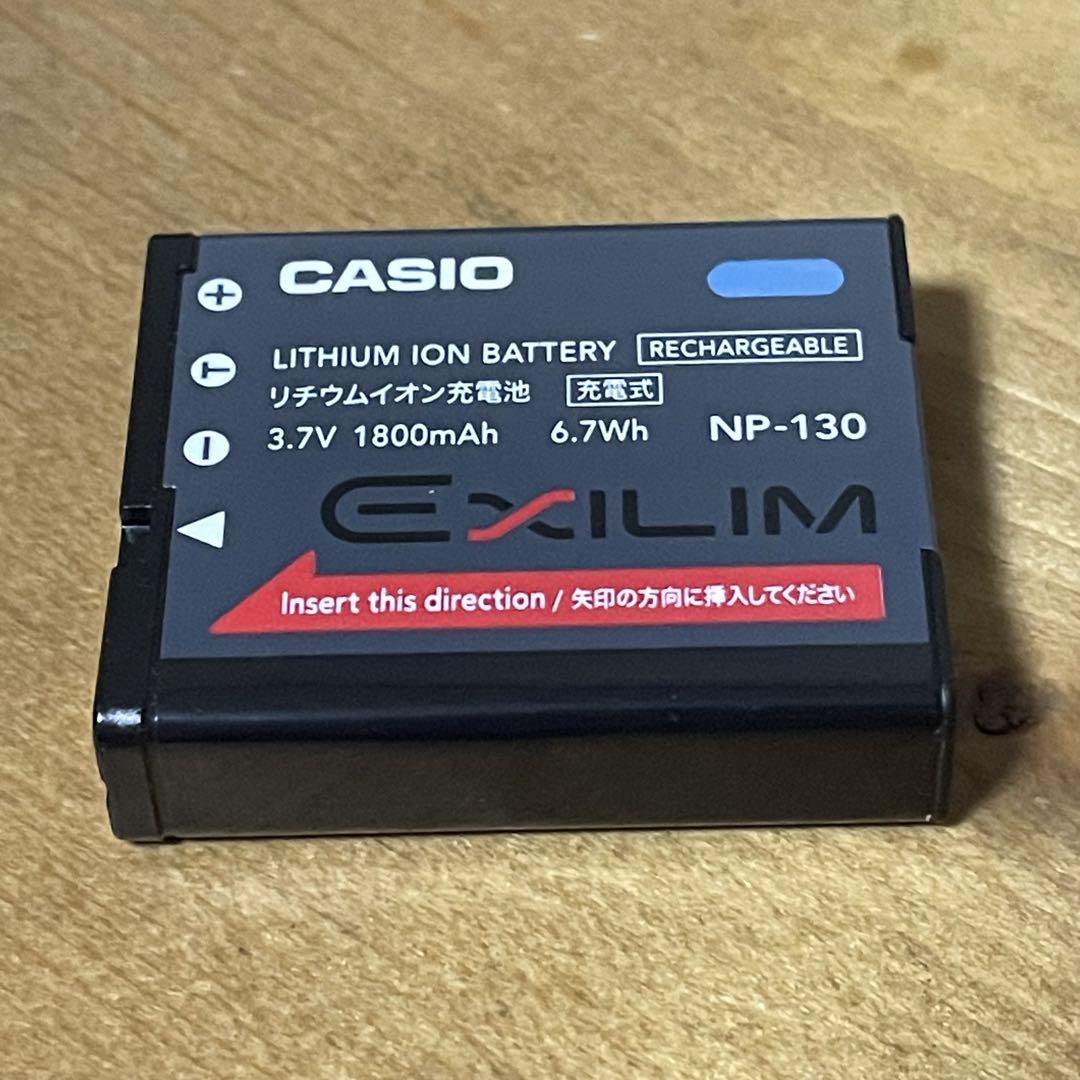 CASIO
LITHIUM ION BATTERY RECHARGEABLE
リチウムイオン充電池 充電式
3.7V 1800mAh 6.7Wh NP-130
EXILIM
Insert this direction / 矢印の方向に挿入してください
+
T
−